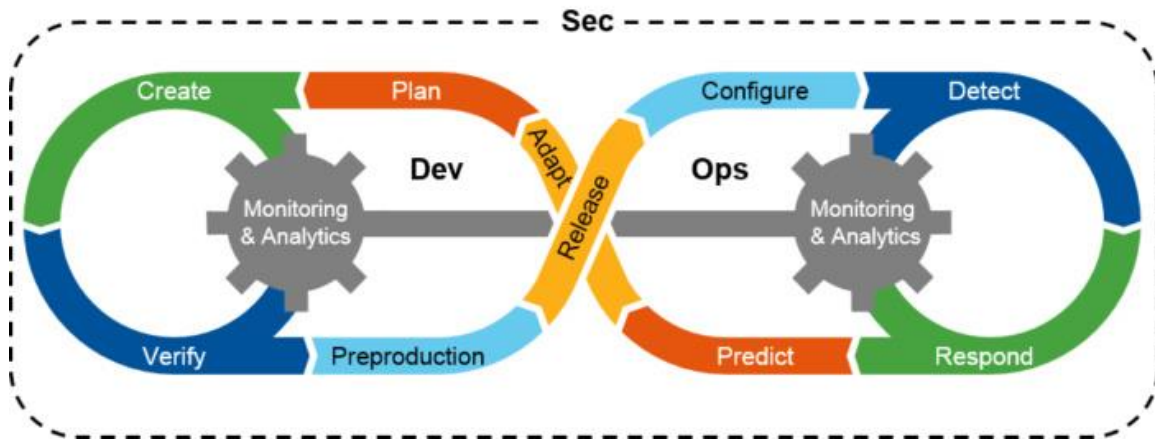 Sec
Create
Plan
Configure
Detect
Adapt
Dev
Ops
Release
Monitoring
& Analytics
Monitoring
& Analytics
Verify
Preproduction
Predict
Respond